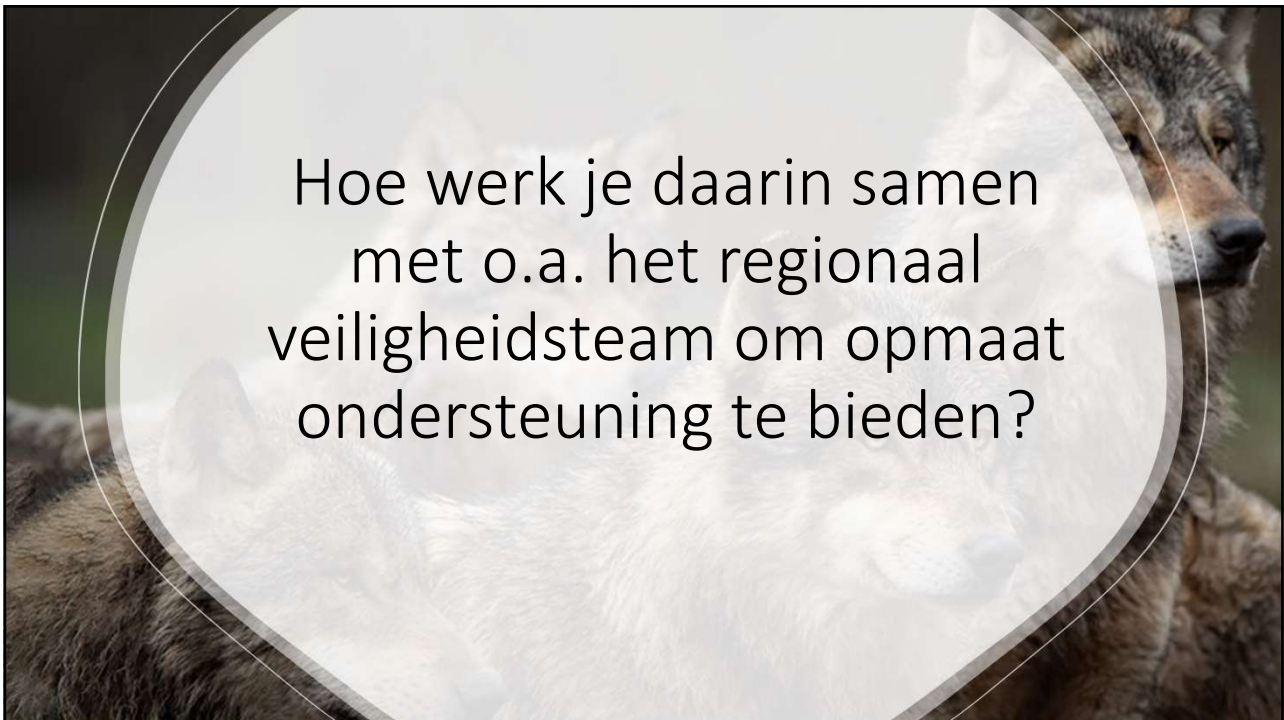 Hoe werk je daarin samen
met o.a. het regionaal
veiligheidsteam om opmaat
ondersteuning te bieden?